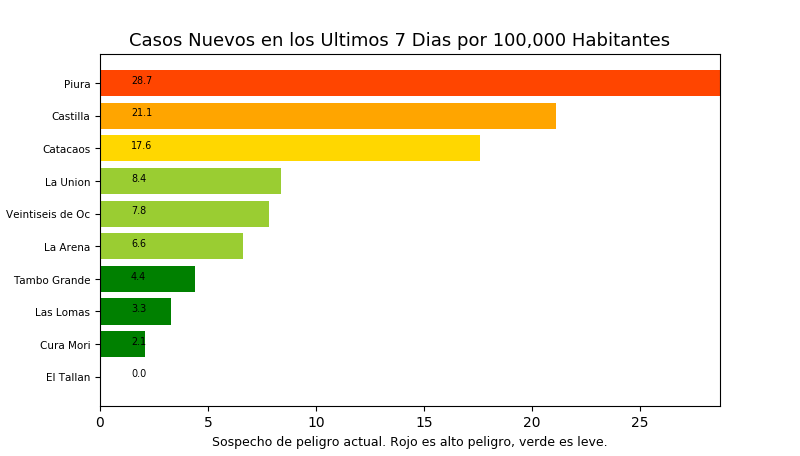 Casos Nuevos en los Ultimos 7 Dias por 100,000 Habitantes
Piura 28.7
Castilla 21.1
Catacaos 17.6
La Union 8.4
Veintiseis de Oc 7.8
La Arena 6.6
Tambo Grande 4.4
Las Lomas 3.3
Cura Mori 2.1
El Tallan 0.0
0 5 10 15 20 25
Sospecho de peligro actual. Rojo es alto peligro, verde es leve.